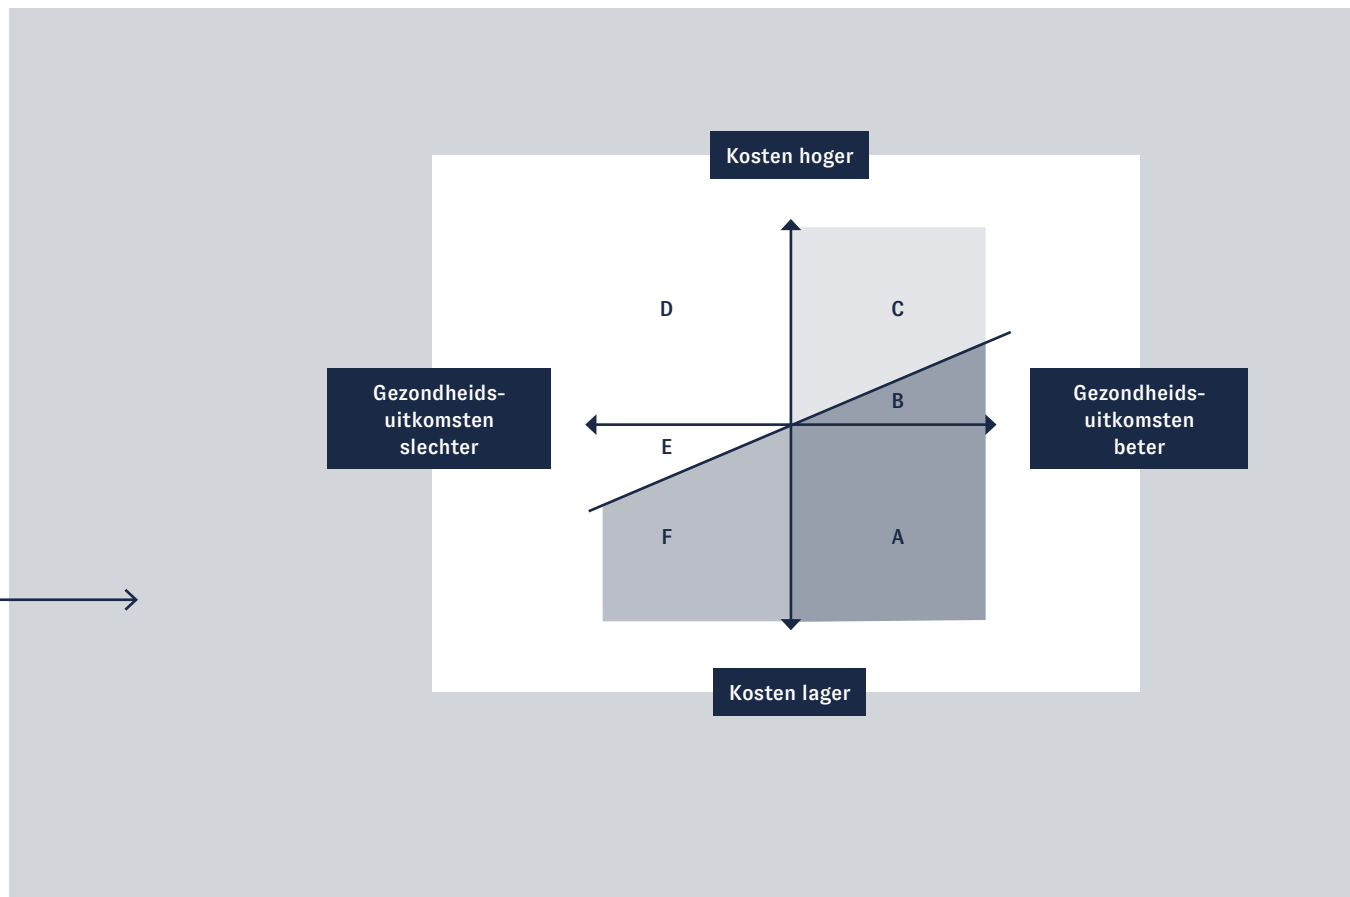 Kosten hoger
D
C
Gezondheids-
uitkomsten
slechter
B
E
Gezondheids-
uitkomsten
beter
F
A
Kosten lager